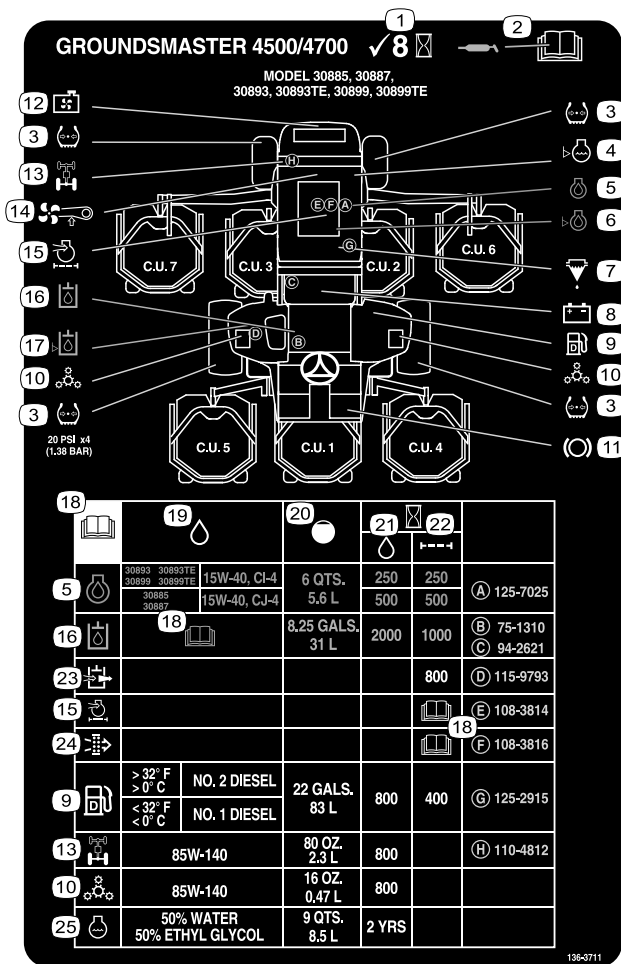 1
2
GROUNDSMASTER 4500/4700 ✓8
MODEL 30885, 30887,
30893, 30893TE, 30899, 30899TE
12
3
13
14
15
16
17
10
3
20 PSI x4
(1.38 BAR)
3
4
5
6
7
8
9
D
10
3
11
H
E F A
G
C
D
B
C.U. 7
C.U. 3
C.U. 2
C.U. 6
C.U. 5
C.U. 1
C.U. 4
18
19
20
21
22
5
30893 30893TE
30899 30899TE
15W-40, CI-4
30885
30887
15W-40, CJ-4
6 QTS.
5.6 L
250
250
500
500
A 125-7025
16
18
8.25 GALS.
31 L
2000
1000
B 75-1310
C 94-2621
23
800
D 115-9793
15
18
E 108-3814
24
F 108-3816
9
D
> 32° F
> 0° C
NO. 2 DIESEL
< 32° F
< 0° C
NO. 1 DIESEL
22 GALS.
83 L
800
400
G 125-2915
13
85W-140
80 OZ.
2.3 L
800
H 110-4812
10
85W-140
16 OZ.
0.47 L
800
25
50% WATER
50% ETHYL GLYCOL
9 QTS.
8.5 L
2 YRS
136-3711